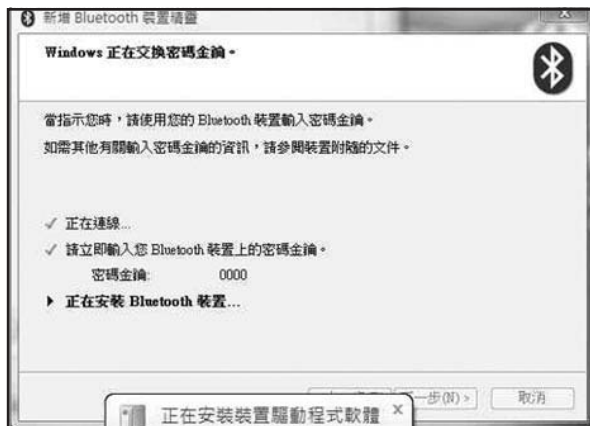 新增 Bluetooth 裝置精靈
Windows 正在交換密碼金鑰。
當指示您時，請使用您的 Bluetooth 裝置輸入密碼金鑰。
如需其他有關輸入密碼金鑰的資訊，請參閱裝置附隨的文件。
正在連線...
請立即輸入您 Bluetooth 裝置上的密碼金鑰。
密碼金鑰: 0000
正在安裝 Bluetooth 裝置...
一步(N) > 取消
正在安裝裝置驅動程式軟體